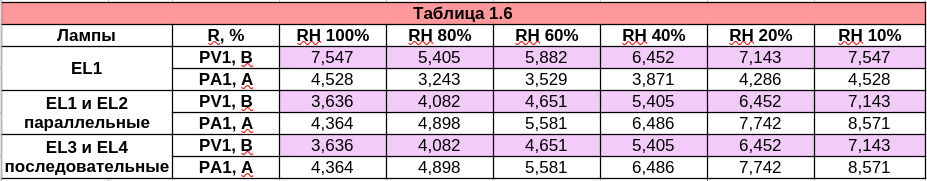 Таблица 1.6
Лампы R, % RH 100% RH 80% RH 60% RH 40% RH 20% RH 10%
EL1 PV1, В 7,547 5,405 5,882 6,452 7,143 7,547
PA1, А 4,528 3,243 3,529 3,871 4,286 4,528
EL1 и EL2 параллельные PV1, В 3,636 4,082 4,651 5,405 6,452 7,143
PA1, А 4,364 4,898 5,581 6,486 7,742 8,571
EL3 и EL4 последовательные PV1, В 3,636 4,082 4,651 5,405 6,452 7,143
PA1, А 4,364 4,898 5,581 6,486 7,742 8,571